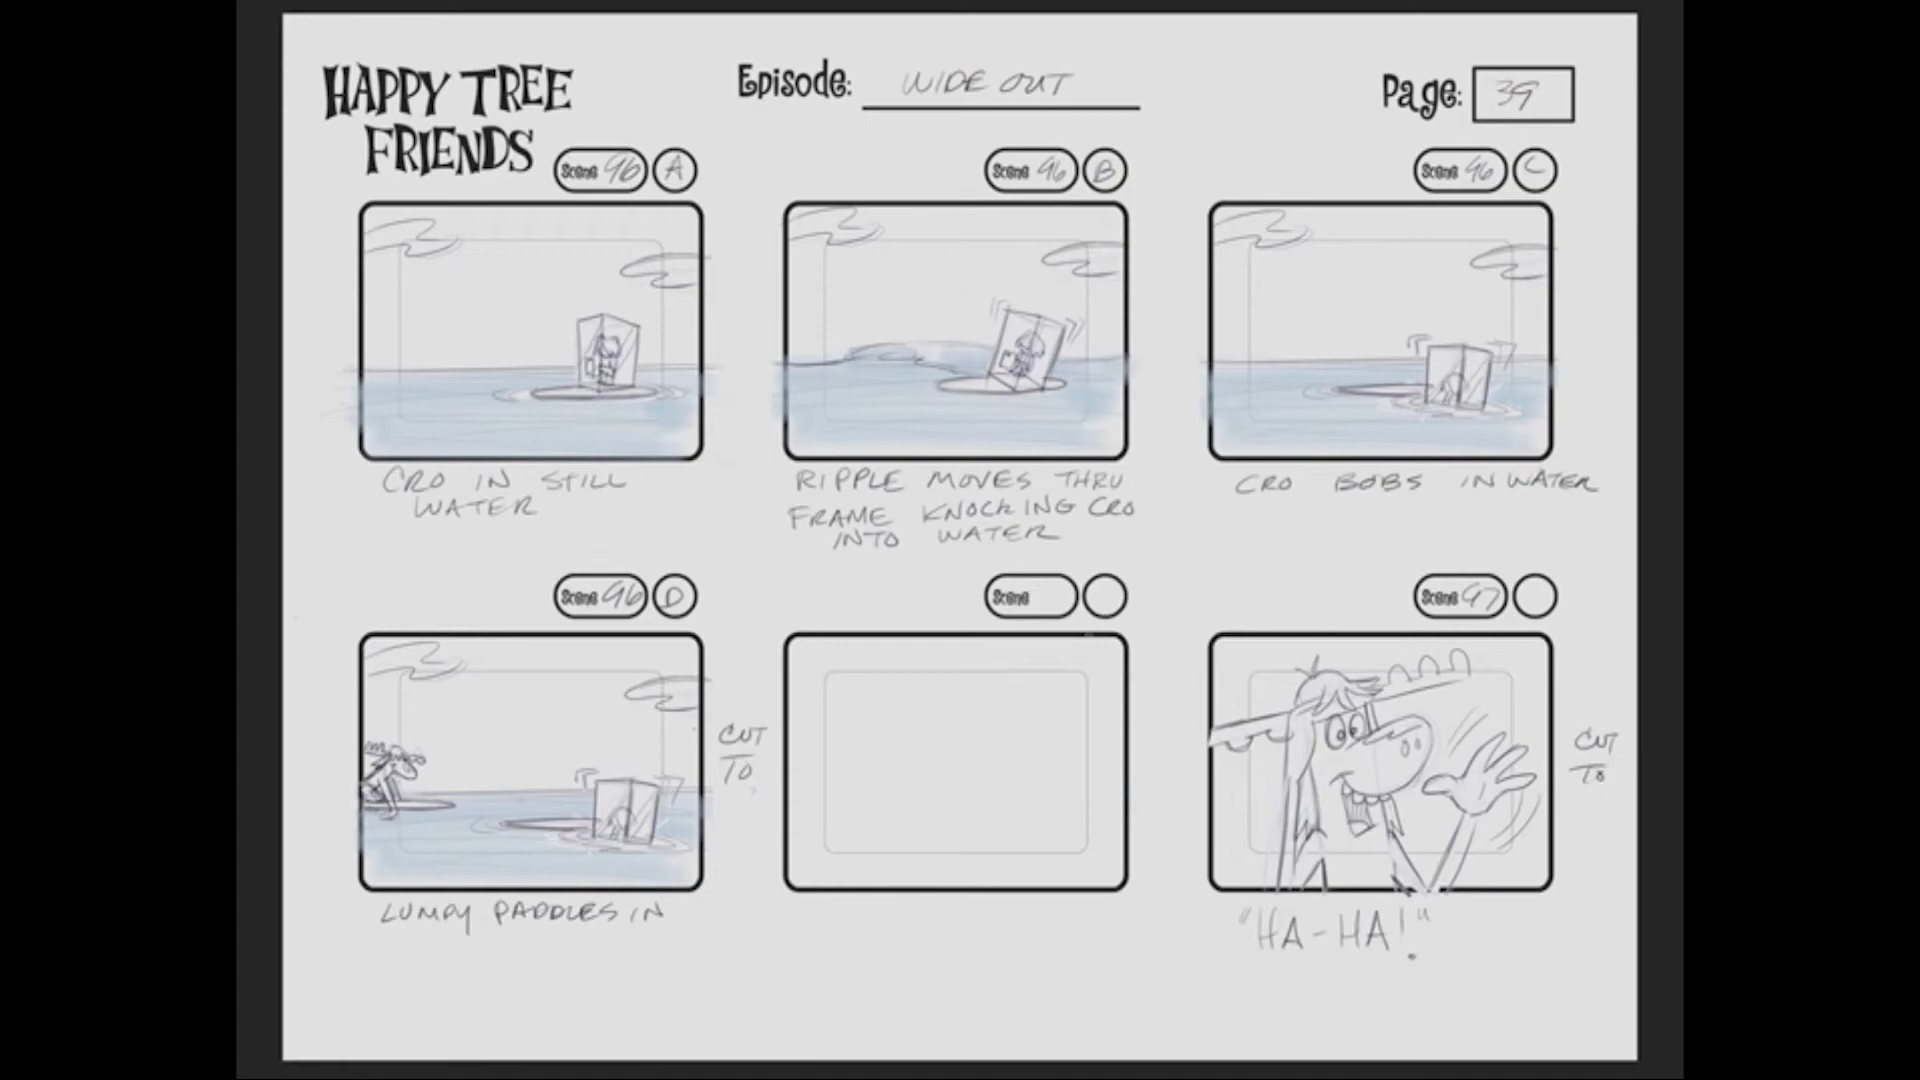 HAPPY TREE
FRIENDS
Episode: WIDE OUT
Page: 39
Scene 96 A
Scene 96 B
Scene 96 C
CRO IN STILL
WATER
RIPPLE MOVES THRU
FRAME KNOCKING CRO
INTO WATER
CRO BOBS IN WATER
Scene 96 D
Scene
Scene 97
CUT
TO
CUT
TO
LUMPY PADDLES IN
"HA-HA!"